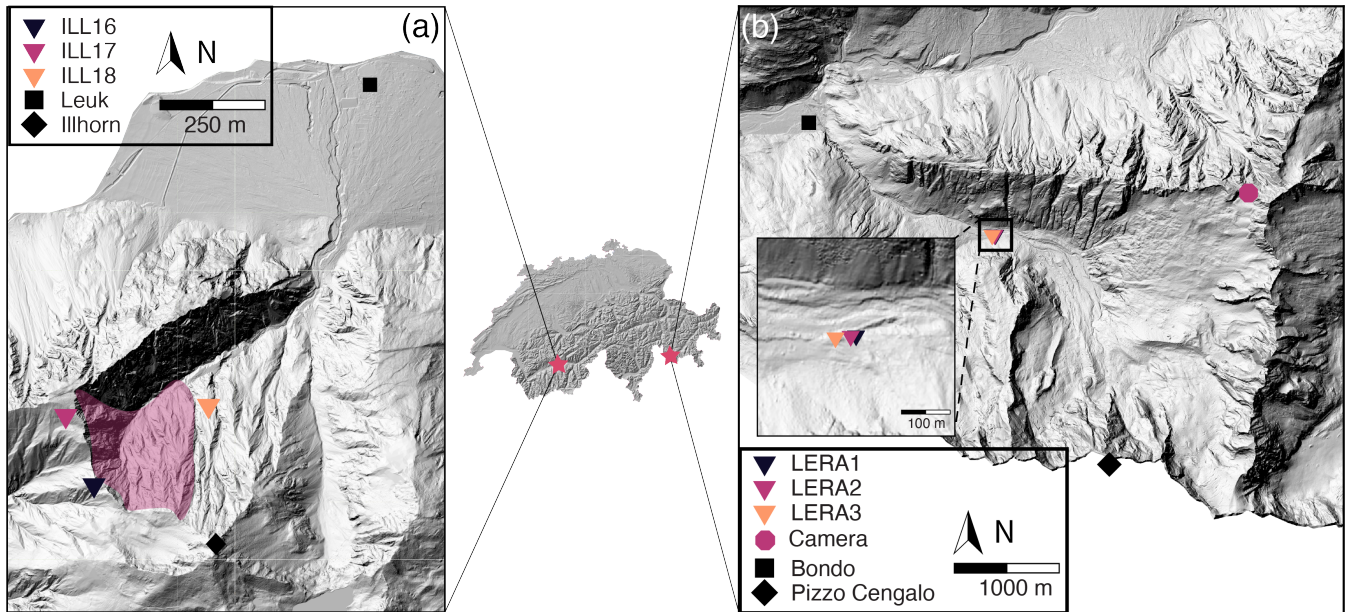 ILL16
ILL17
ILL18
Leuk
Illhorn
N
250 m
(a)
(b)
100 m
LERA1
LERA2
LERA3
Camera
Bondo
Pizzo Cengalo
N
1000 m